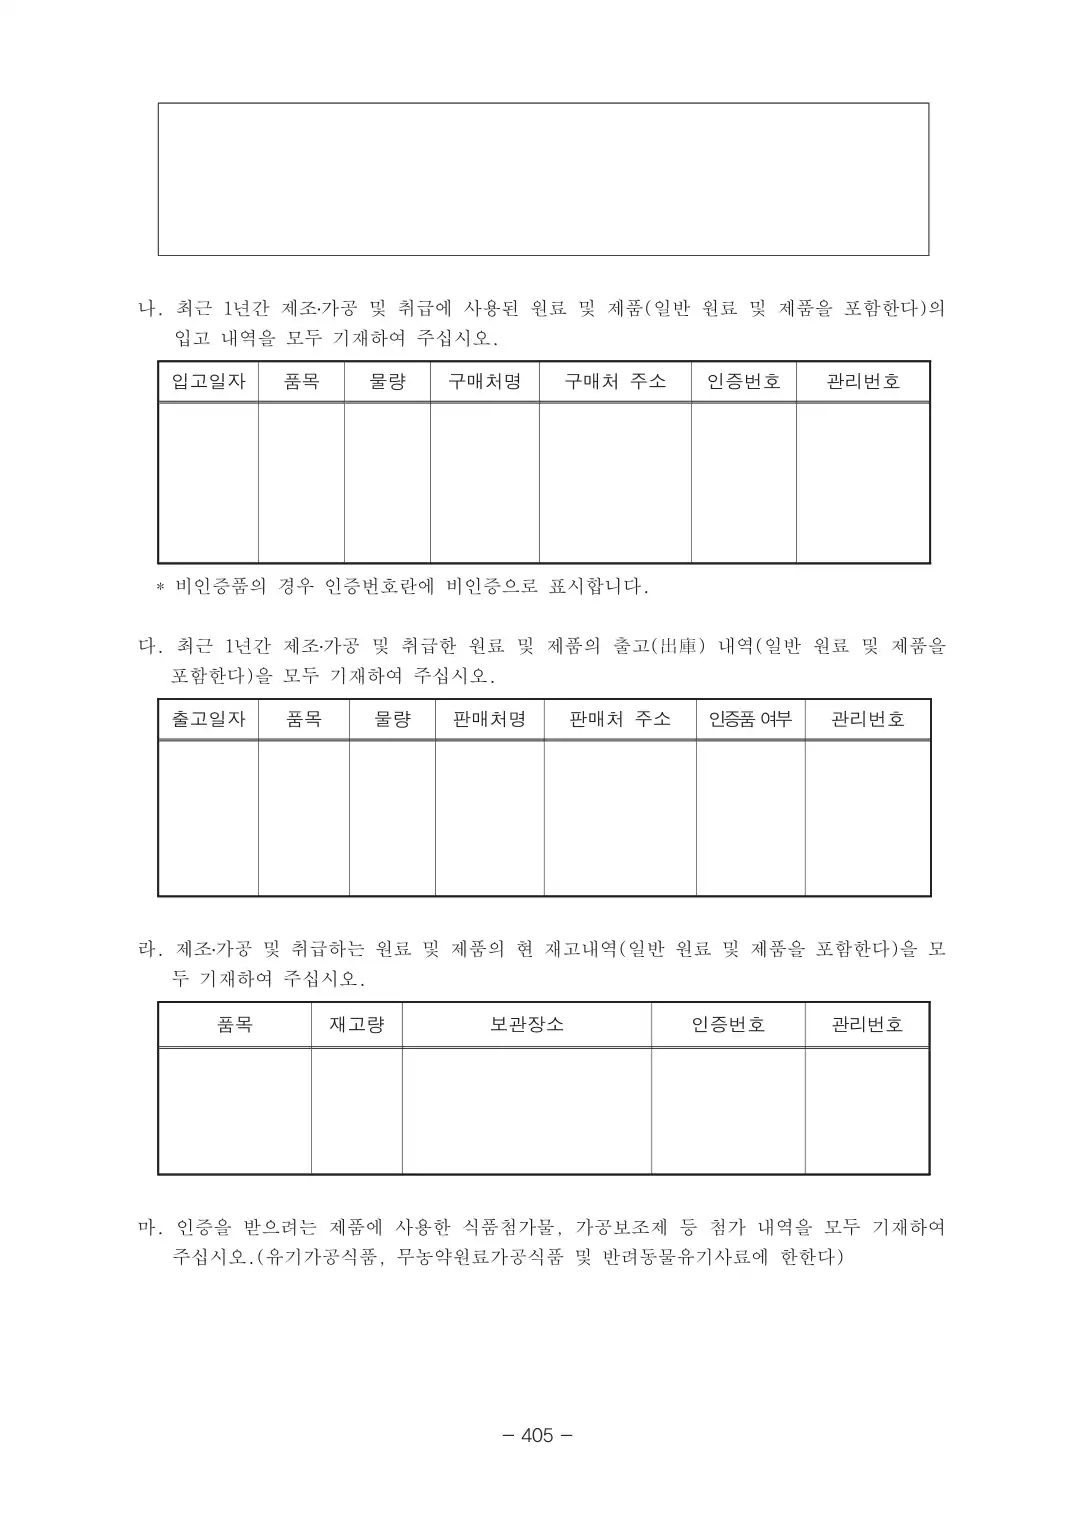 나. 최근 1년간 제조·가공 및 취급에 사용된 원료 및 제품(일반 원료 및 제품을 포함한다)의
입고 내역을 모두 기재하여 주십시오.
입고일자 품목 물량 구매처명 구매처 주소 인증번호 관리번호
* 비인증품의 경우 인증번호란에 비인증으로 표시합니다.
다. 최근 1년간 제조·가공 및 취급한 원료 및 제품의 출고(出庫) 내역(일반 원료 및 제품을
포함한다)을 모두 기재하여 주십시오.
출고일자 품목 물량 판매처명 판매처 주소 인증품 여부 관리번호
라. 제조·가공 및 취급하는 원료 및 제품의 현 재고내역(일반 원료 및 제품을 포함한다)을 모
두 기재하여 주십시오.
품목 재고량 보관장소 인증번호 관리번호
마. 인증을 받으려는 제품에 사용한 식품첨가물, 가공보조제 등 첨가 내역을 모두 기재하여
주십시오.(유기가공식품, 무농약원료가공식품 및 반려동물유기사료에 한한다)
- 405 -